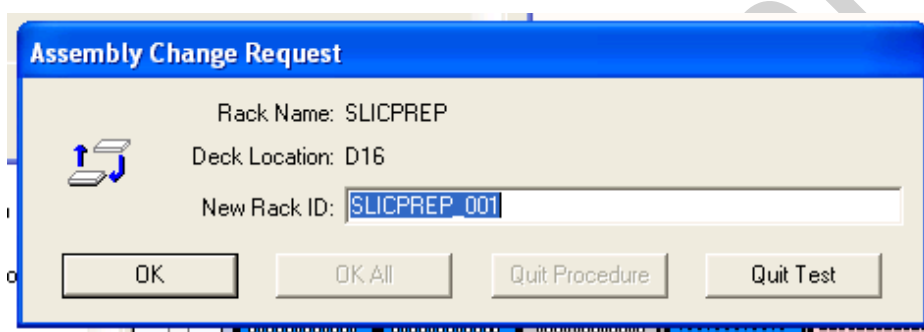 Assembly Change Request
Rack Name: SLICPREP
Deck Location: D16
New Rack ID: SLICPREP_001
OK OK All Quit Procedure Quit Test